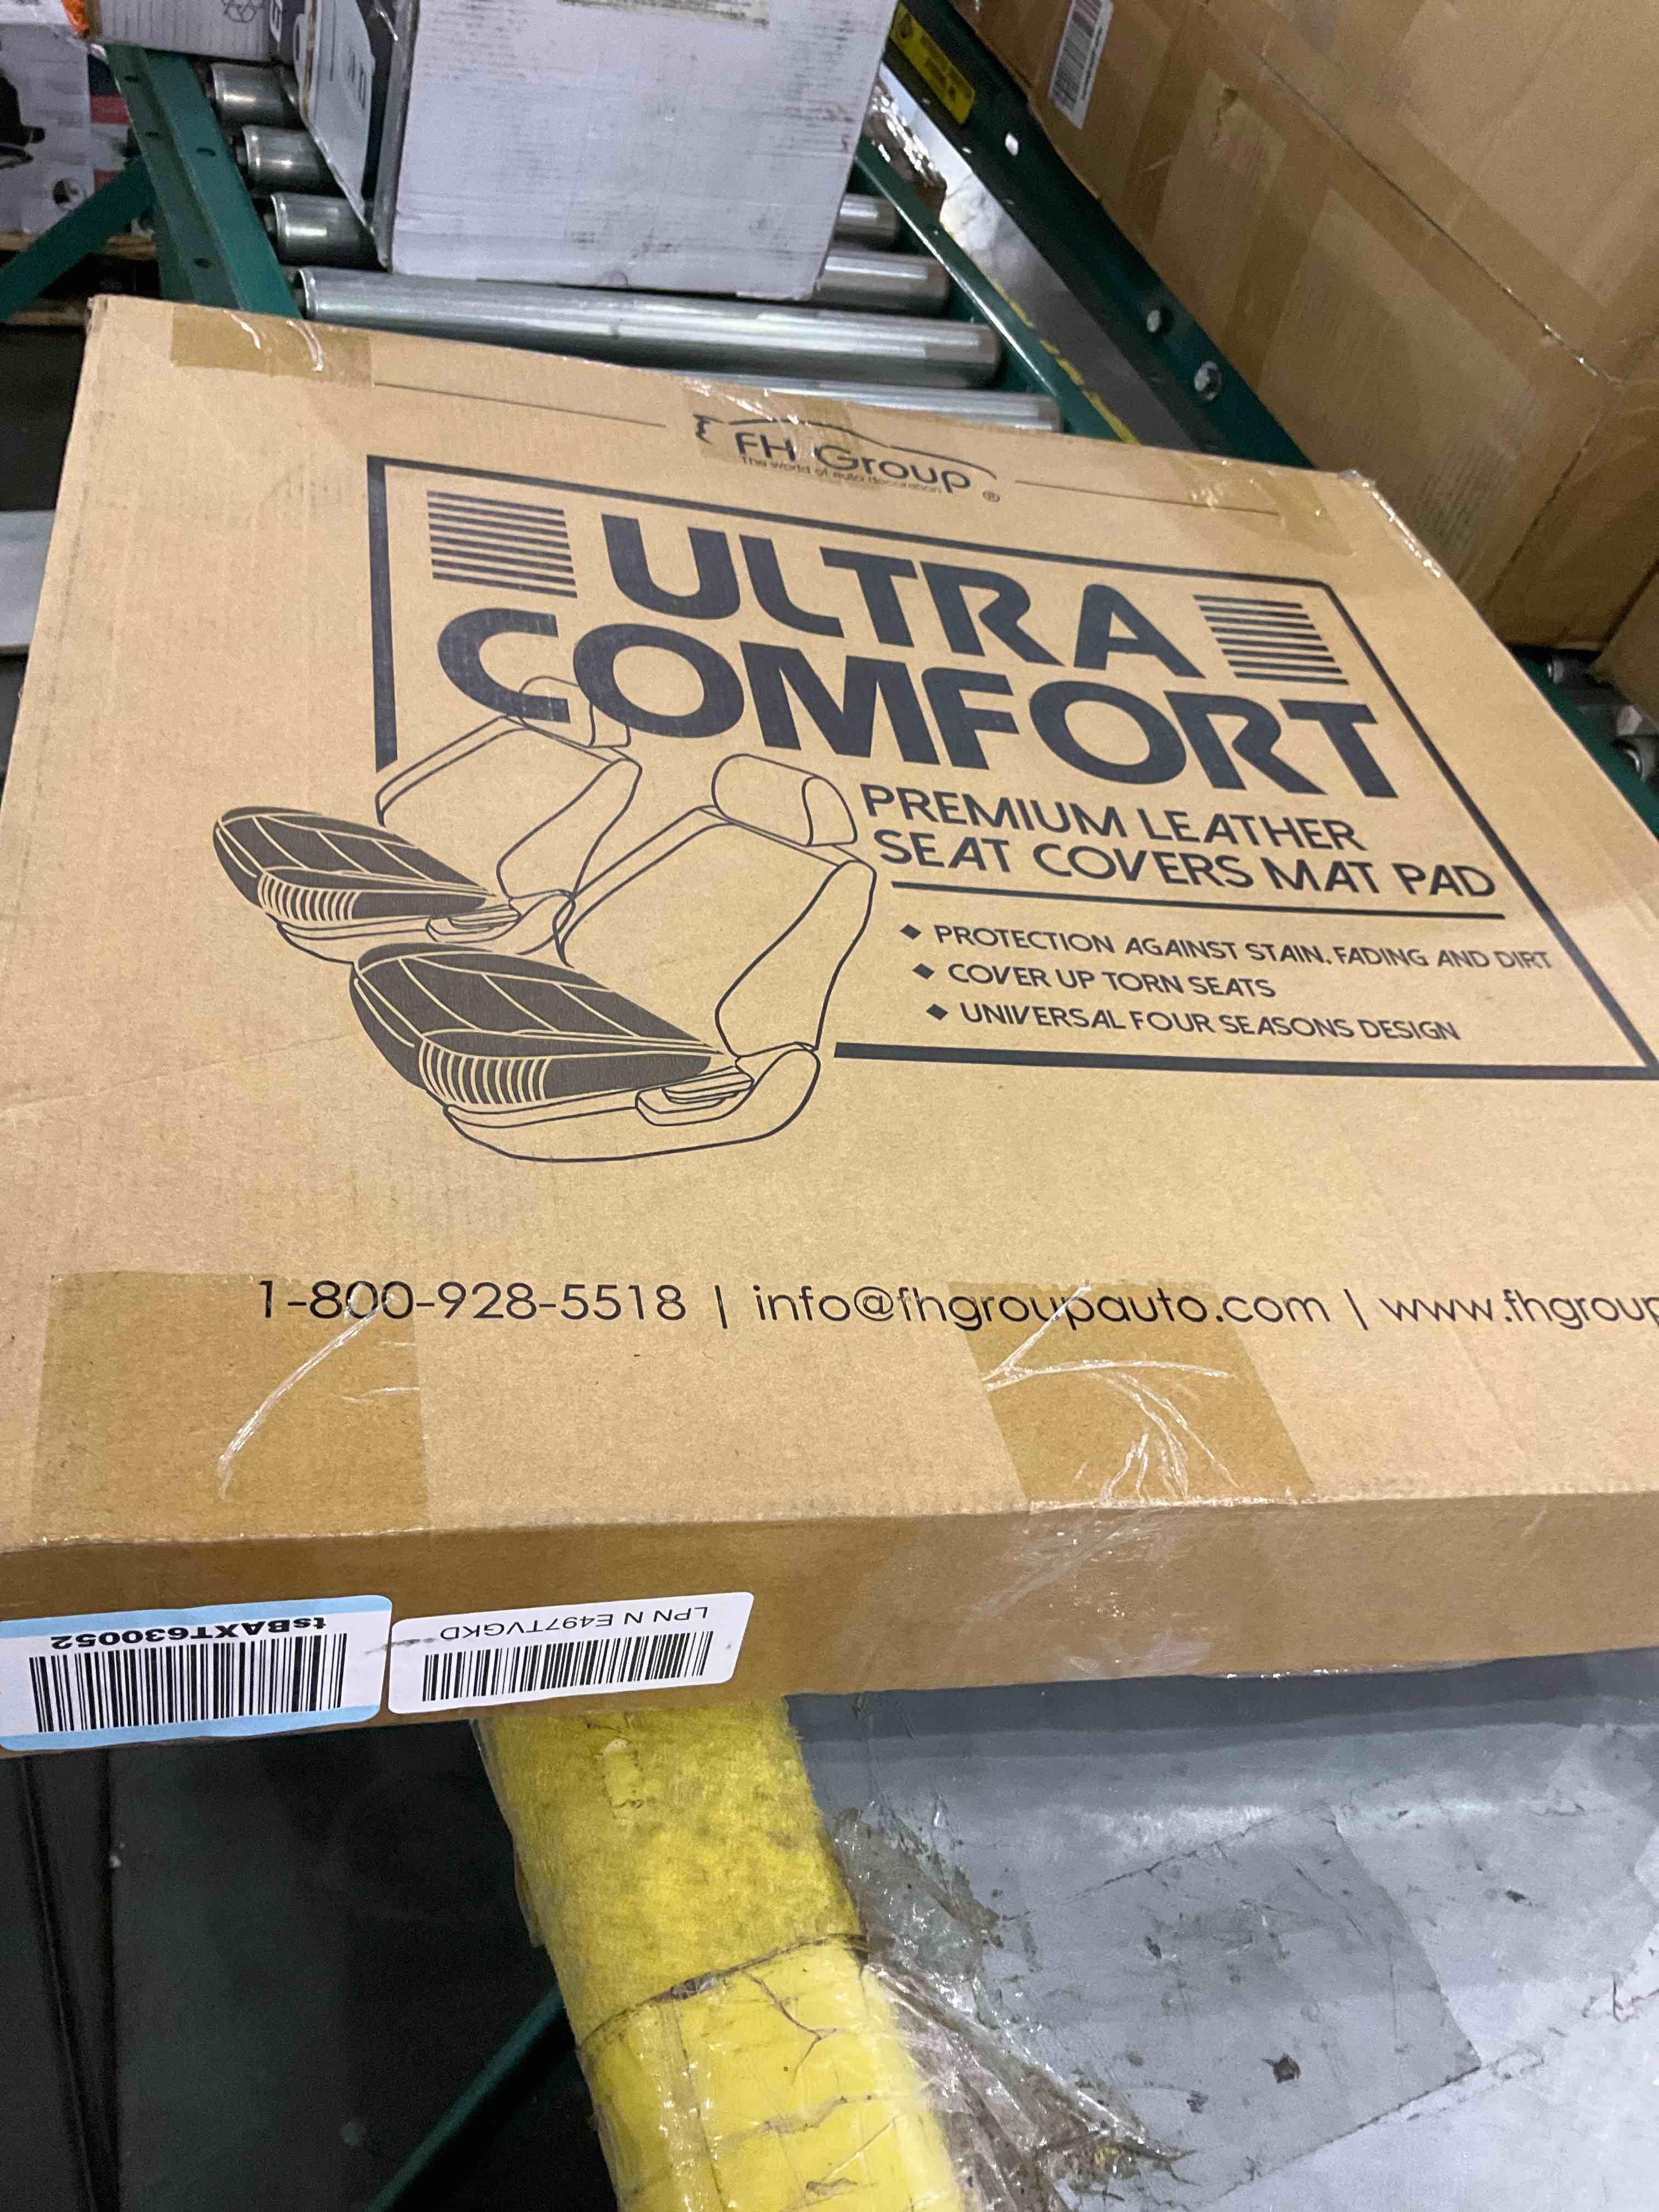 FH Group
The world of auto decoration
®
ULTRA
COMFORT
PREMIUM LEATHER
SEAT COVERS MAT PAD
◆ PROTECTION AGAINST STAIN, FADING AND DIRT
◆ COVER UP TORN SEATS
◆ UNIVERSAL FOUR SEASONS DESIGN
1-800-928-5518 | info@fhgroupauto.com | www.fhgroup
tsBAXT630052
LPN N E497TVGKD